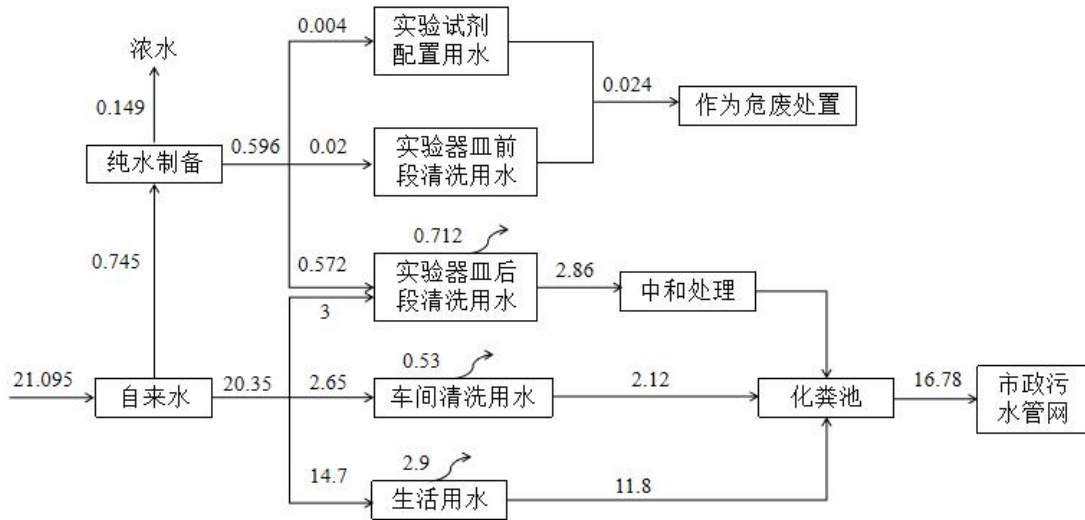 0.004
实验试剂
配置用水
浓水
0.024
作为危废处置
0.149
纯水制备
0.596
0.02
实验器皿前
段清洗用水
0.712
0.745
0.572
实验器皿后
段清洗用水
2.86
中和处理
3
21.095
自来水
20.35
2.65
0.53
车间清洗用水
2.12
化粪池
16.78
市政污
水管网
14.7
2.9
生活用水
11.8